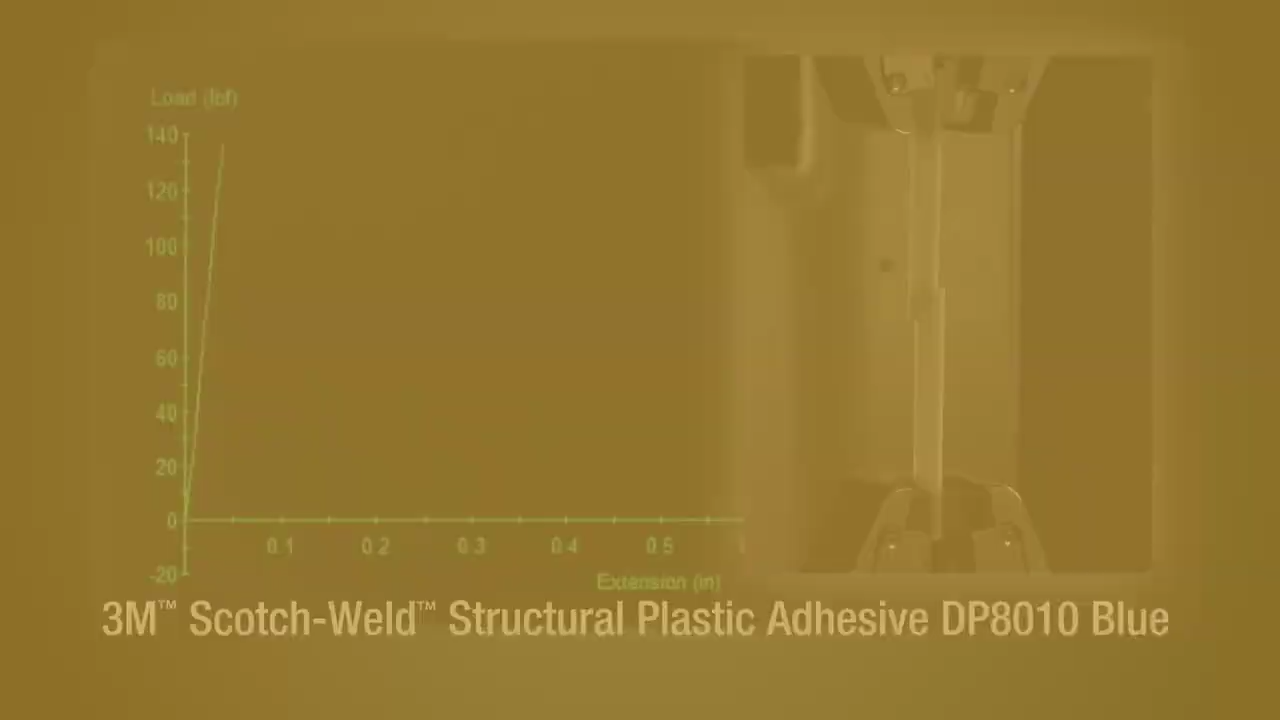 Load (lbf)
140
120
100
80
60
40
20
0
-20
0.1 0.2 0.3 0.4 0.5
Extension (in)
3M™ Scotch-Weld™ Structural Plastic Adhesive DP8010 Blue